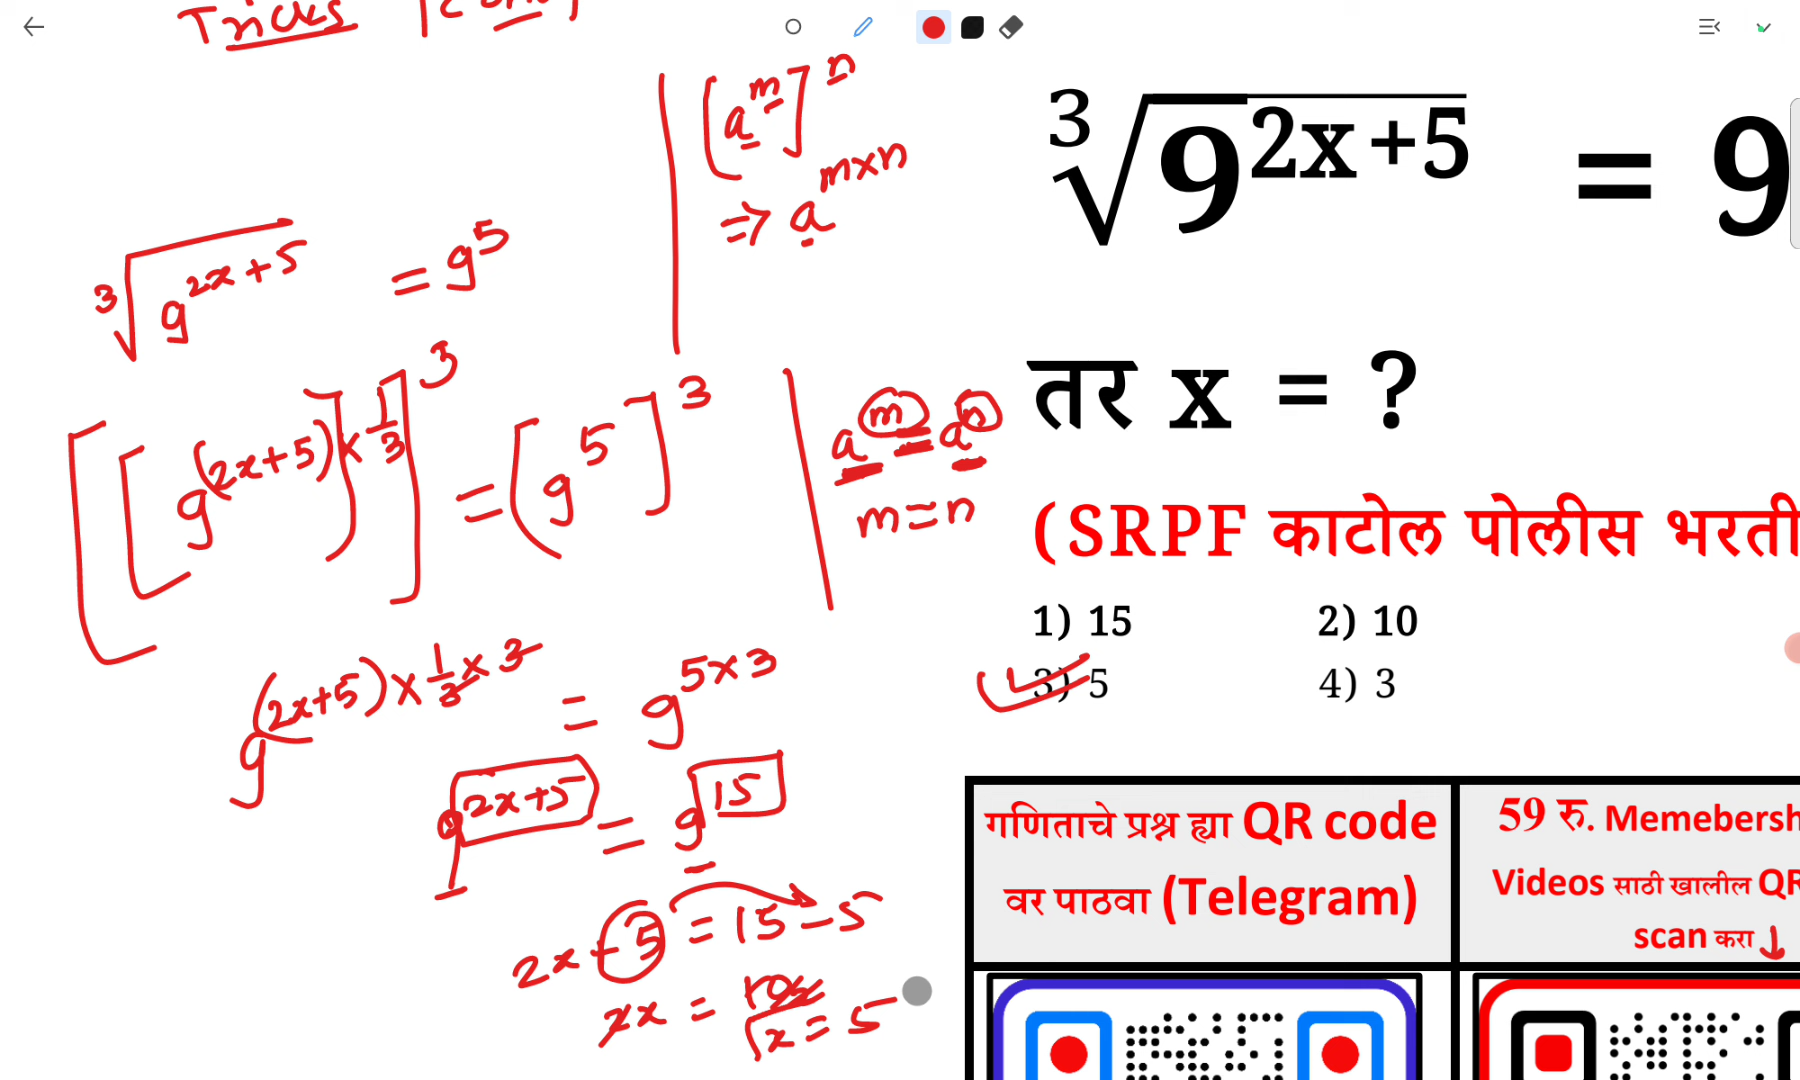 Tricks
[a^m]^n
⇒ a^m×n
∛9^2x+5 = 9^5
[[9^(2x+5)]^×1/3]^3 = [9^5]^3
a^m = a^n
m=n
9^(2x+5)×1/3×3 = 9^5×3
9^2x+5 = 9^15
2x+5 = 15-5
2x = 10
x = 5
∛9^2x+5 = 9
तर x = ?
(SRPF काटोल पोलीस भरती
1) 15 2) 10
3) 5 4) 3
गणिताचे प्रश्न ह्या QR code
वर पाठवा (Telegram)
59 रु. Memebersh
Videos साठी खालील QR
scan करा ↓